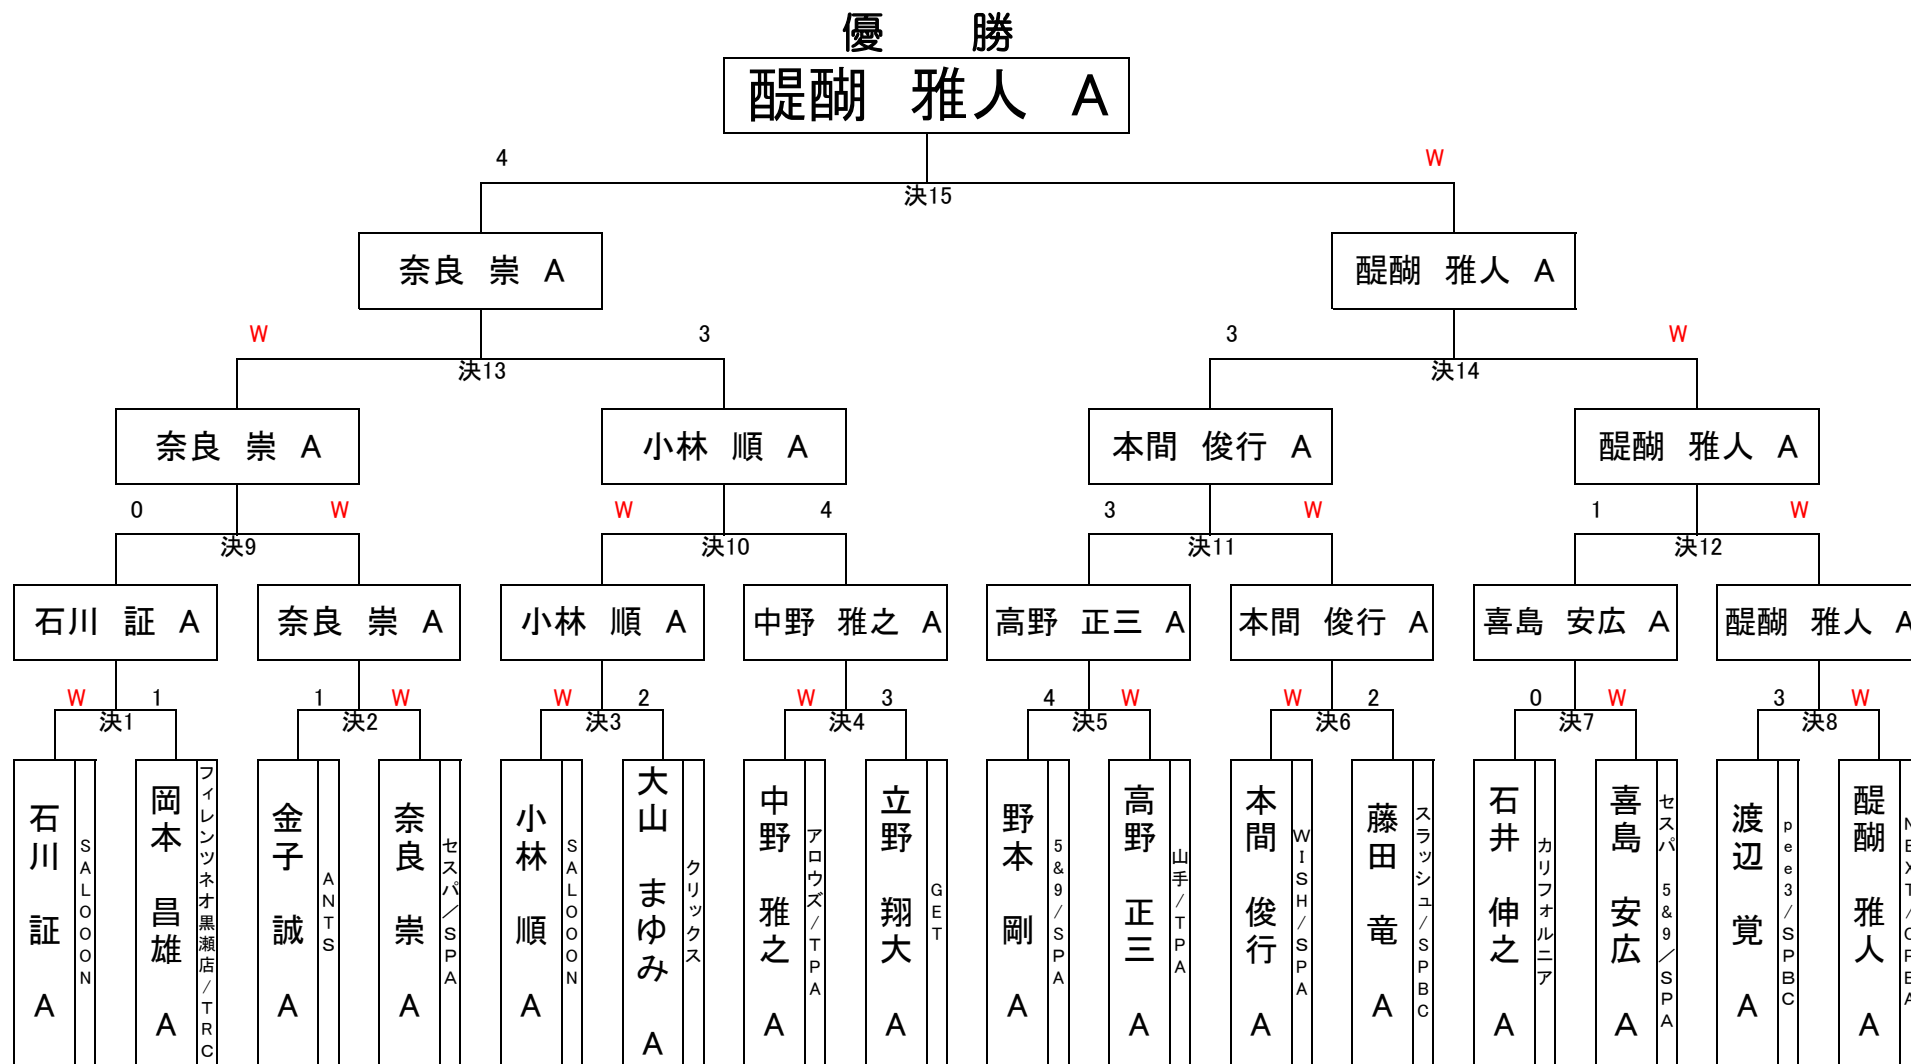 優 勝
醍醐 雅人 A
4 W
決15
奈良 崇 A 醍醐 雅人 A
W 3 3 W
決13 決14
奈良 崇 A 小林 順 A 本間 俊行 A 醍醐 雅人 A
0 W W 4 3 W 1 W
決9 決10 決11 決12
石川 証 A 奈良 崇 A 小林 順 A 中野 雅之 A 高野 正三 A 本間 俊行 A 喜島 安広 A 醍醐 雅人 A
W 1 1 W W 2 W 3 4 W W 2 0 W 3 W
決1 決2 決3 決4 決5 決6 決7 決8
石川 証 A
SALOOON
岡本 昌雄 A
フィレンツネオ黒瀬店/TRC
金子 誠 A
ANTS
奈良 崇 A
セスパ/SPA
小林 順 A
SALOOON
大山 まゆみ A
クリックス
中野 雅之 A
アロウズ/TPA
立野 翔大 A
GET
野本 剛 A
5&9/SPA
高野 正三 A
山手/TPA
本間 俊行 A
WISH/SPA
藤田 竜 A
スラッシュ/SPBC
石井 伸之 A
カリフォルニア
喜島 安広 A
セスパ 5&9/SPA
渡辺 覚 A
pee3/SPBC
醍醐 雅人 A